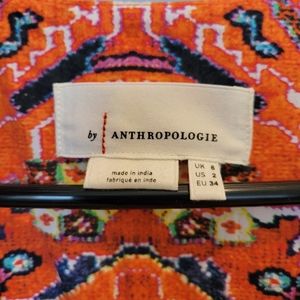 by ANTHROPOLOGIE
made in india
fabriqué en inde
UK 6
US 2
EU 34